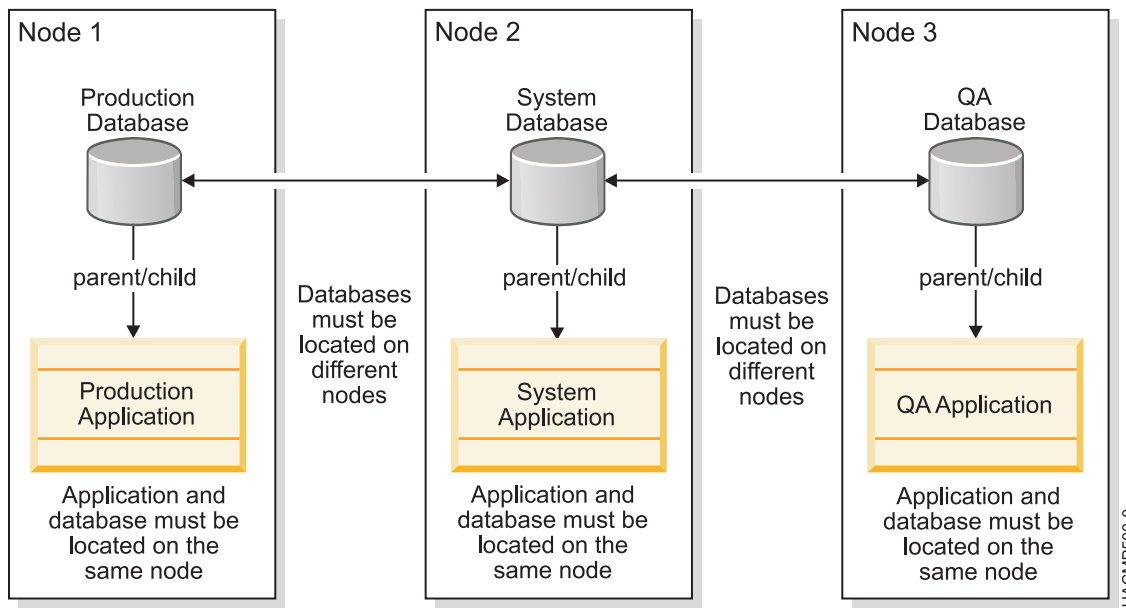 Node 1
Node 2
Node 3
Production
Database
System
Database
QA
Database
parent/child
parent/child
parent/child
Databases
must be
located on
different
nodes
Databases
must be
located on
different
nodes
Production
Application
System
Application
QA Application
Application and
database must be
located on the
same node
Application and
database must be
located on the
same node
Application and
database must be
located on the
same node